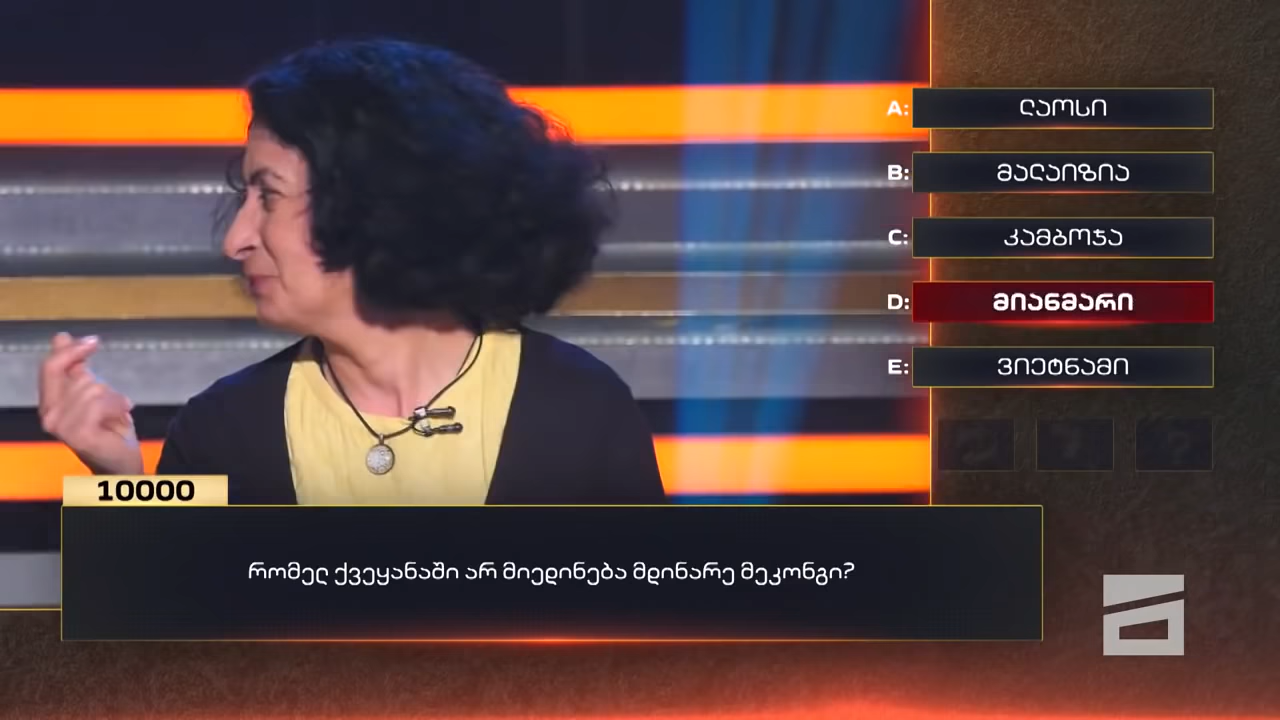 A: ლაოსი
B: მალაიზია
C: კამბოჯა
D: მიანმარი
E: ვიეტნამი
10000
რომელ ქვეყანაში არ მიედინება მდინარე მეკონგი?